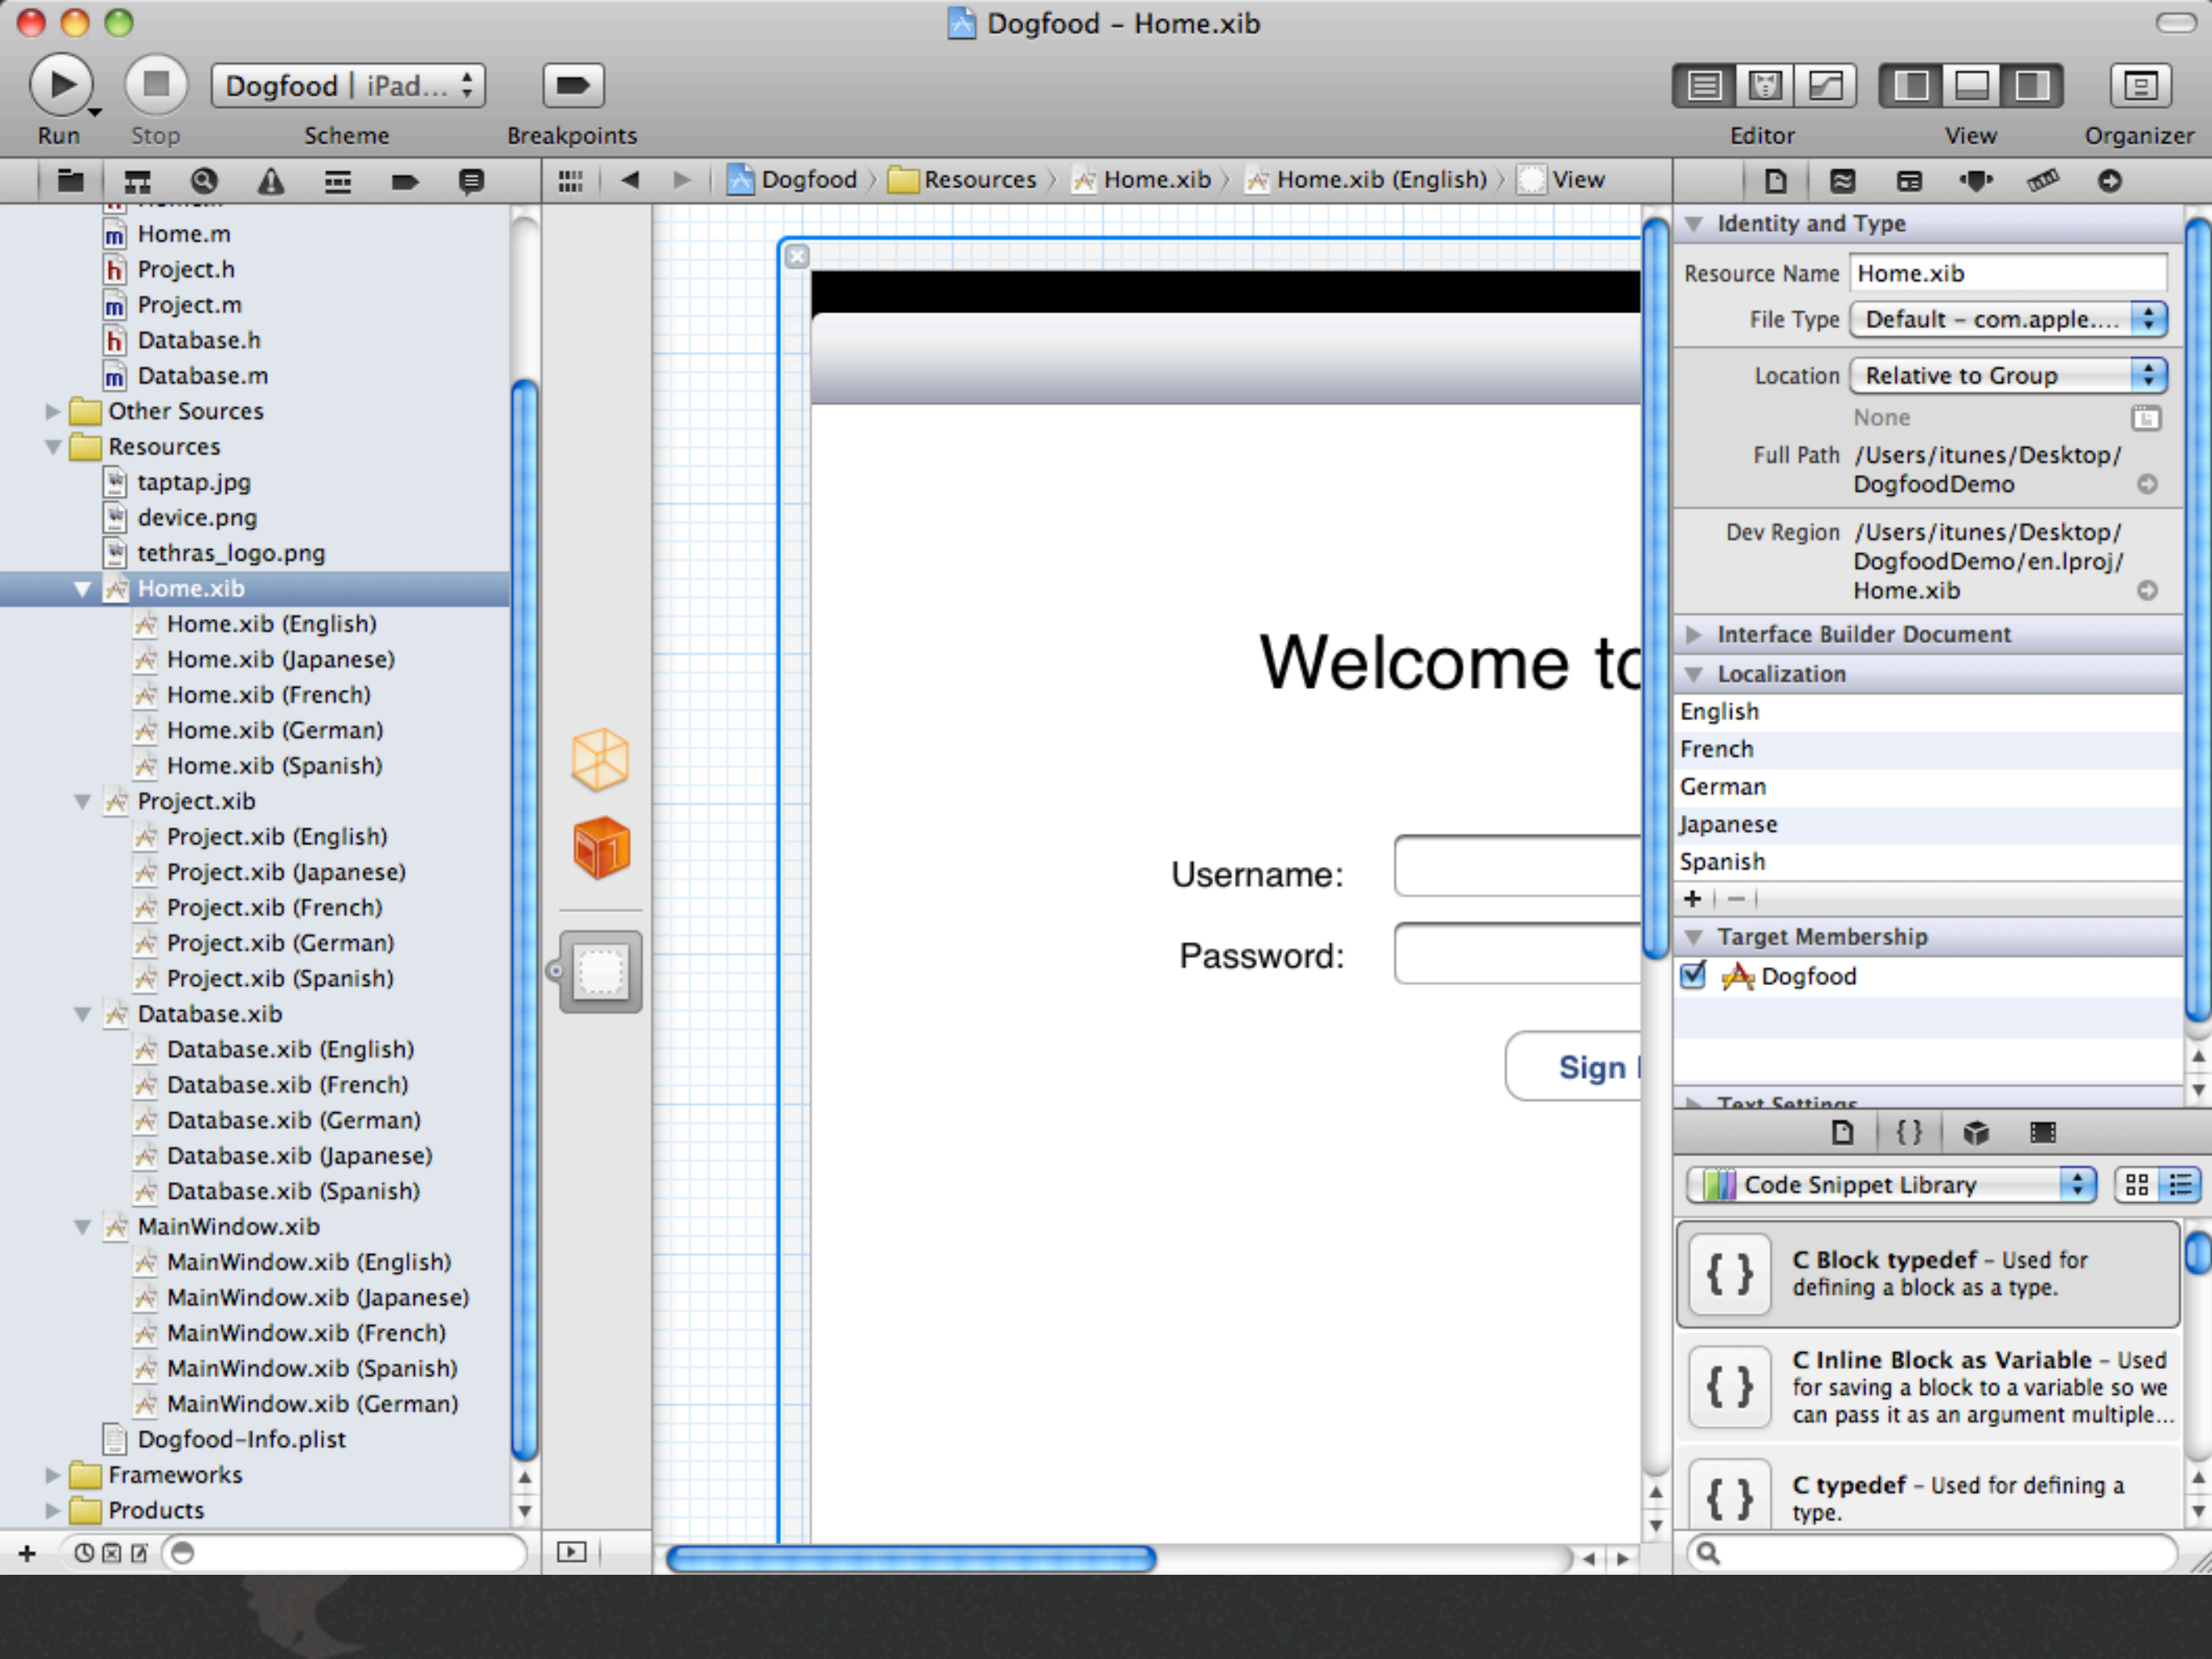 Dogfood – Home.xib
Dogfood | iPad...
Run
Stop
Scheme
Breakpoints
Editor
View
Organizer
Dogfood
Resources
Home.xib
Home.xib (English)
View
Home.m
Project.h
Project.m
Database.h
Database.m
Other Sources
Resources
taptap.jpg
device.png
tethras_logo.png
Home.xib
Home.xib (English)
Home.xib (Japanese)
Home.xib (French)
Home.xib (German)
Home.xib (Spanish)
Project.xib
Project.xib (English)
Project.xib (Japanese)
Project.xib (French)
Project.xib (German)
Project.xib (Spanish)
Database.xib
Database.xib (English)
Database.xib (French)
Database.xib (German)
Database.xib (Japanese)
Database.xib (Spanish)
MainWindow.xib
MainWindow.xib (English)
MainWindow.xib (Japanese)
MainWindow.xib (French)
MainWindow.xib (Spanish)
MainWindow.xib (German)
Dogfood-Info.plist
Frameworks
Products
Welcome to
Username:
Password:
Sign
Identity and Type
Resource Name Home.xib
File Type Default – com.apple....
Location Relative to Group
None
Full Path /Users/itunes/Desktop/
DogfoodDemo
Dev Region /Users/itunes/Desktop/
DogfoodDemo/en.lproj/
Home.xib
Interface Builder Document
Localization
English
French
German
Japanese
Spanish
Target Membership
Dogfood
Text Settings
Code Snippet Library
C Block typedef – Used for
defining a block as a type.
C Inline Block as Variable – Used
for saving a block to a variable so we
can pass it as an argument multiple...
C typedef – Used for defining a
type.